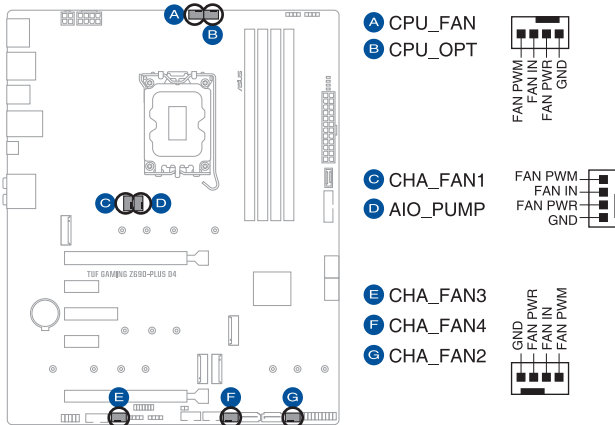 A
B
A CPU_FAN
B CPU_OPT
FAN PWM
FAN IN
FAN PWR
GND
/SUS
C
D
C CHA_FAN1
D AIO_PUMP
FAN PWM
FAN IN
FAN PWR
GND
TUF GAMING Z690-PLUS D4
E CHA_FAN3
F CHA_FAN4
G CHA_FAN2
GND
FAN PWR
FAN IN
FAN PWM
E
F
G